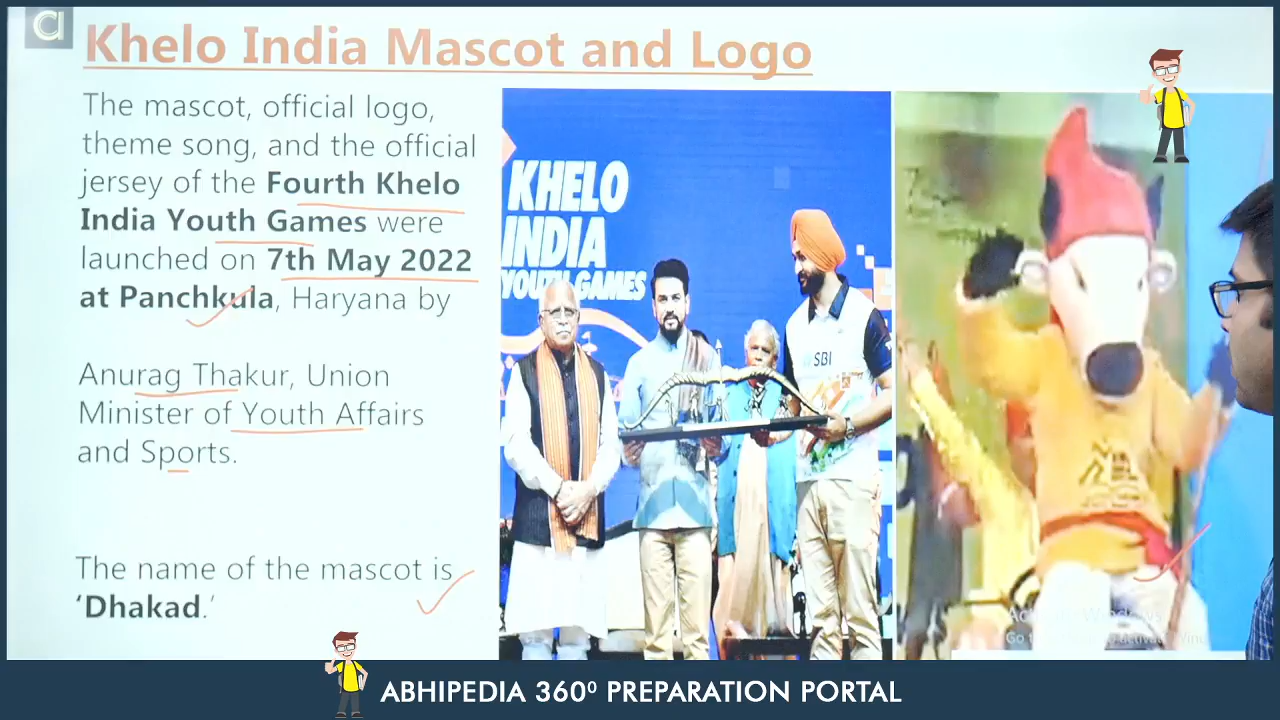 Khelo India Mascot and Logo
The mascot, official logo,
theme song, and the official
jersey of the Fourth Khelo
India Youth Games were
launched on 7th May 2022
at Panchkula, Haryana by
Anurag Thakur, Union
Minister of Youth Affairs
and Sports.
The name of the mascot is
‘Dhakad.’
KHELO
INDIA
YOUTH GAMES
SBI
ABHIPEDIA 360⁰ PREPARATION PORTAL